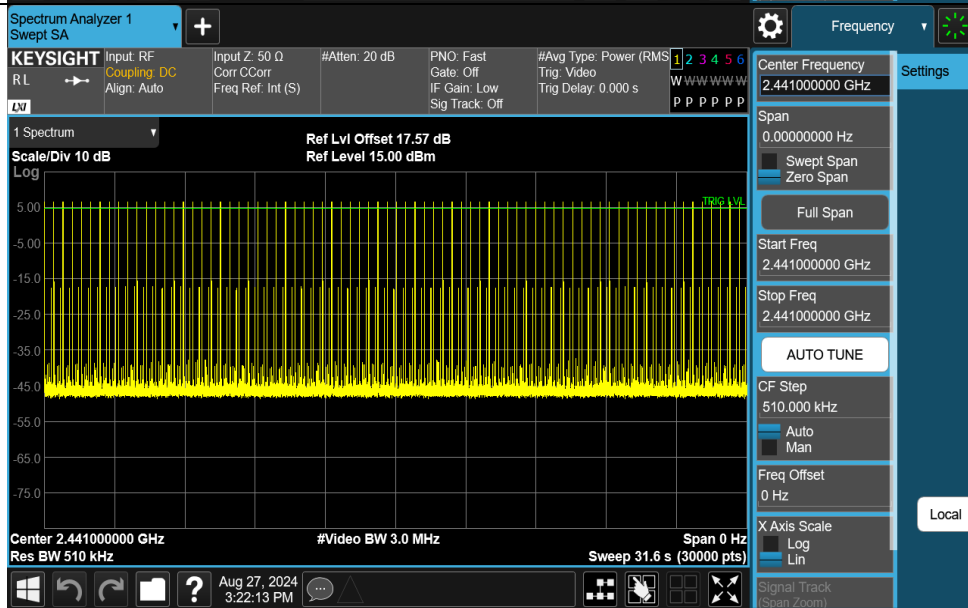 Spectrum Analyzer 1
Swept SA
+
Frequency
KEYSIGHT
RL
LXI
Input: RF
Coupling: DC
Align: Auto
Input Z: 50 Ω
Corr CCorr
Freq Ref: Int (S)
#Atten: 20 dB
PNO: Fast
Gate: Off
IF Gain: Low
Sig Track: Off
#Avg Type: Power (RMS
Trig: Video
Trig Delay: 0.000 s
1 2 3 4 5 6
W W W W W W
P P P P P P
1 Spectrum
Scale/Div 10 dB
Log
Ref Lvl Offset 17.57 dB
Ref Level 15.00 dBm
TRIG LVL
5.00
-5.00
-15.0
-25.0
-35.0
-45.0
-55.0
-65.0
-75.0
Center 2.441000000 GHz
Res BW 510 kHz
#Video BW 3.0 MHz
Span 0 Hz
Sweep 31.6 s (30000 pts)
?
Aug 27, 2024
3:22:13 PM
Center Frequency
2.441000000 GHz
Span
0.00000000 Hz
Swept Span
Zero Span
Full Span
Start Freq
2.441000000 GHz
Stop Freq
2.441000000 GHz
AUTO TUNE
CF Step
510.000 kHz
Auto
Man
Freq Offset
0 Hz
X Axis Scale
Log
Lin
Signal Track
(Span Zoom)
Settings
Local